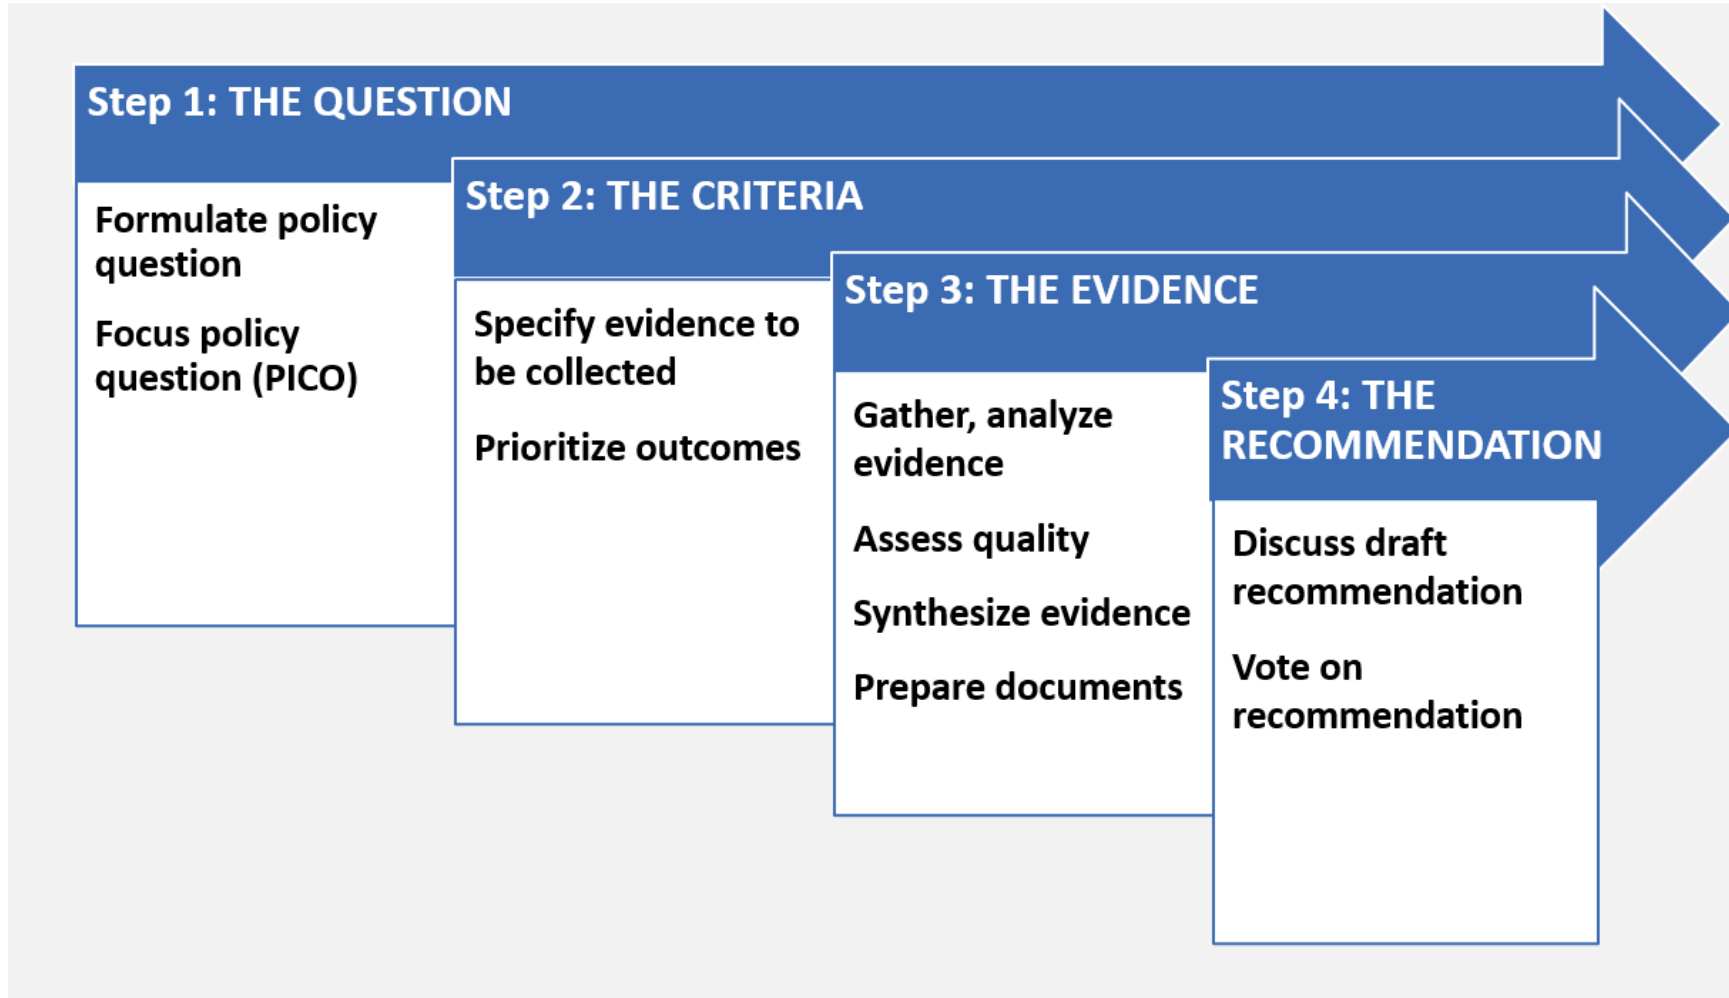 Step 1: THE QUESTION
Formulate policy
question
Focus policy
question (PICO)
Step 2: THE CRITERIA
Specify evidence to
be collected
Prioritize outcomes
Step 3: THE EVIDENCE
Gather, analyze
evidence
Assess quality
Synthesize evidence
Prepare documents
Step 4: THE
RECOMMENDATION
Discuss draft
recommendation
Vote on
recommendation